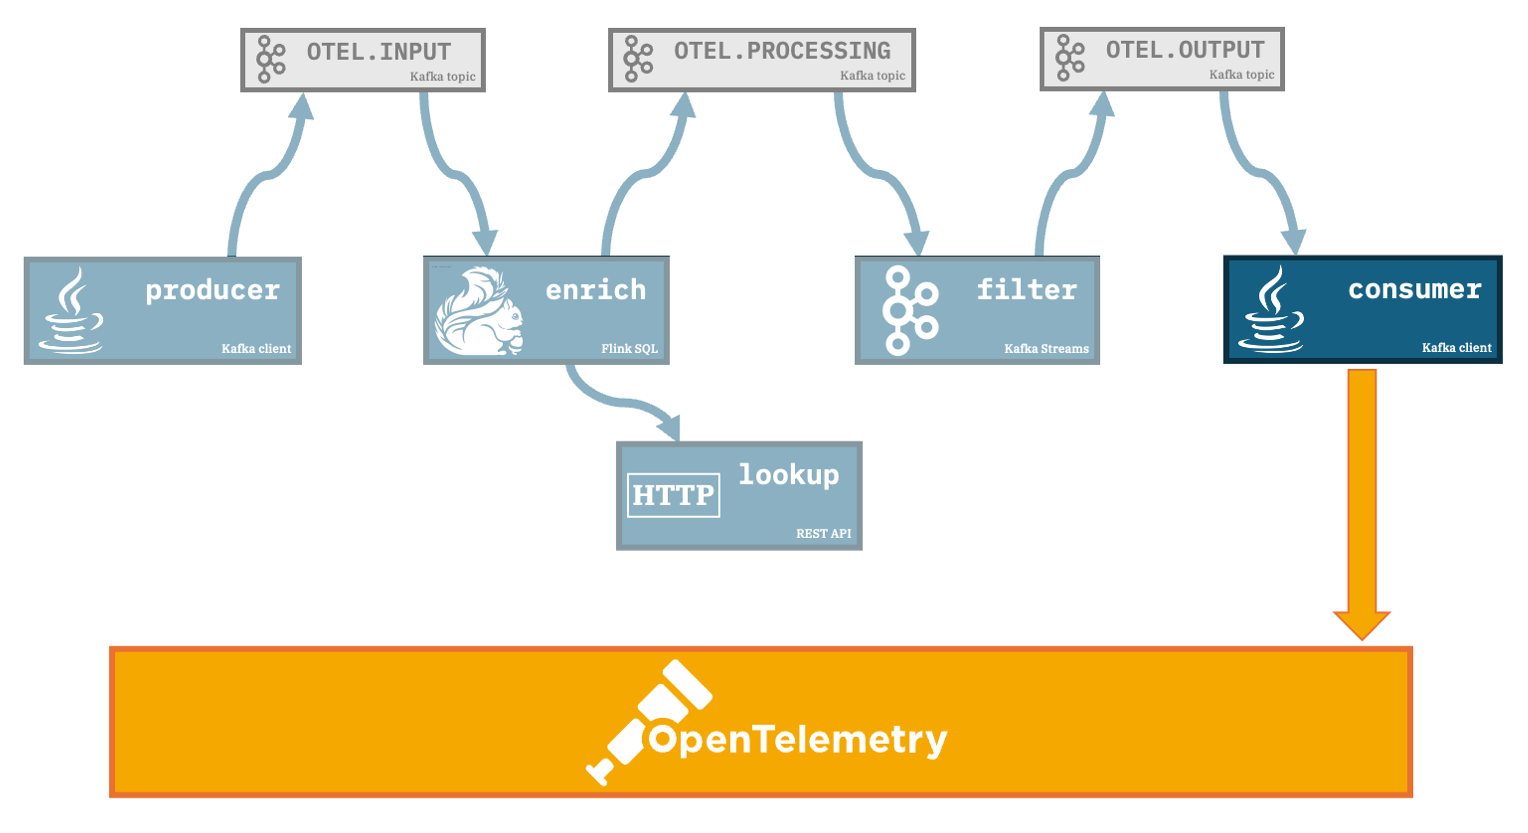 OTEL.INPUT
Kafka topic
OTEL.PROCESSING
Kafka topic
OTEL.OUTPUT
Kafka topic
producer
Kafka client
enrich
Flink SQL
filter
Kafka Streams
consumer
Kafka client
HTTP
lookup
REST API
OpenTelemetry